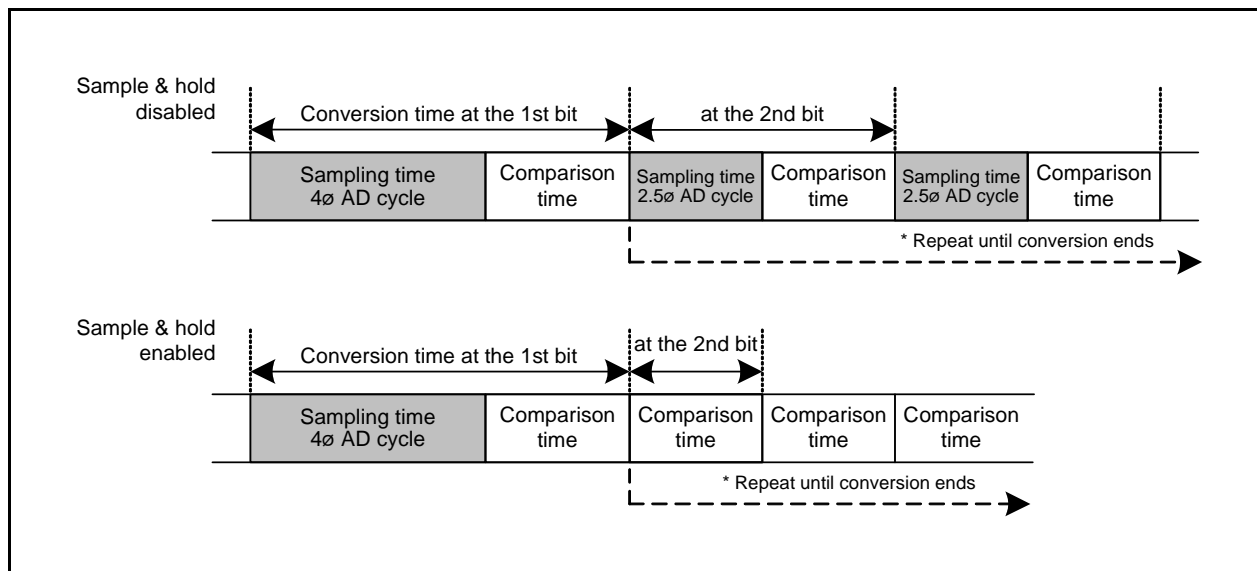 Sample & hold
disabled
Conversion time at the 1st bit
at the 2nd bit
Sampling time
4ø AD cycle
Comparison
time
Sampling time
2.5ø AD cycle
Comparison
time
Sampling time
2.5ø AD cycle
Comparison
time
* Repeat until conversion ends
Sample & hold
enabled
Conversion time at the 1st bit
at the 2nd bit
Sampling time
4ø AD cycle
Comparison
time
Comparison
time
Comparison
time
Comparison
time
* Repeat until conversion ends